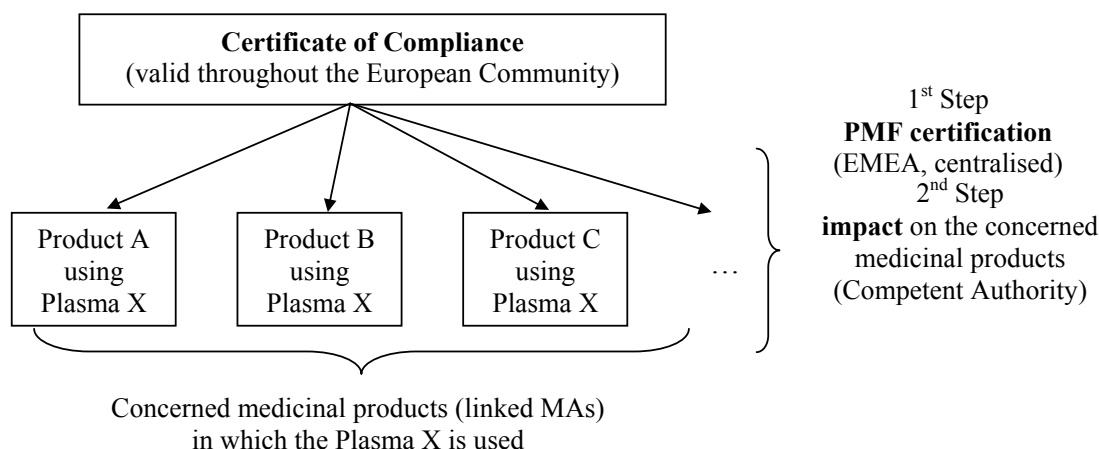 Certificate of Compliance
(valid throughout the European Community)
1st Step
PMF certification
(EMEA, centralised)
2nd Step
impact on the concerned
medicinal products
(Competent Authority)
Product A
using
Plasma X
Product B
using
Plasma X
Product C
using
Plasma X
…
Concerned medicinal products (linked MAs)
in which the Plasma X is used